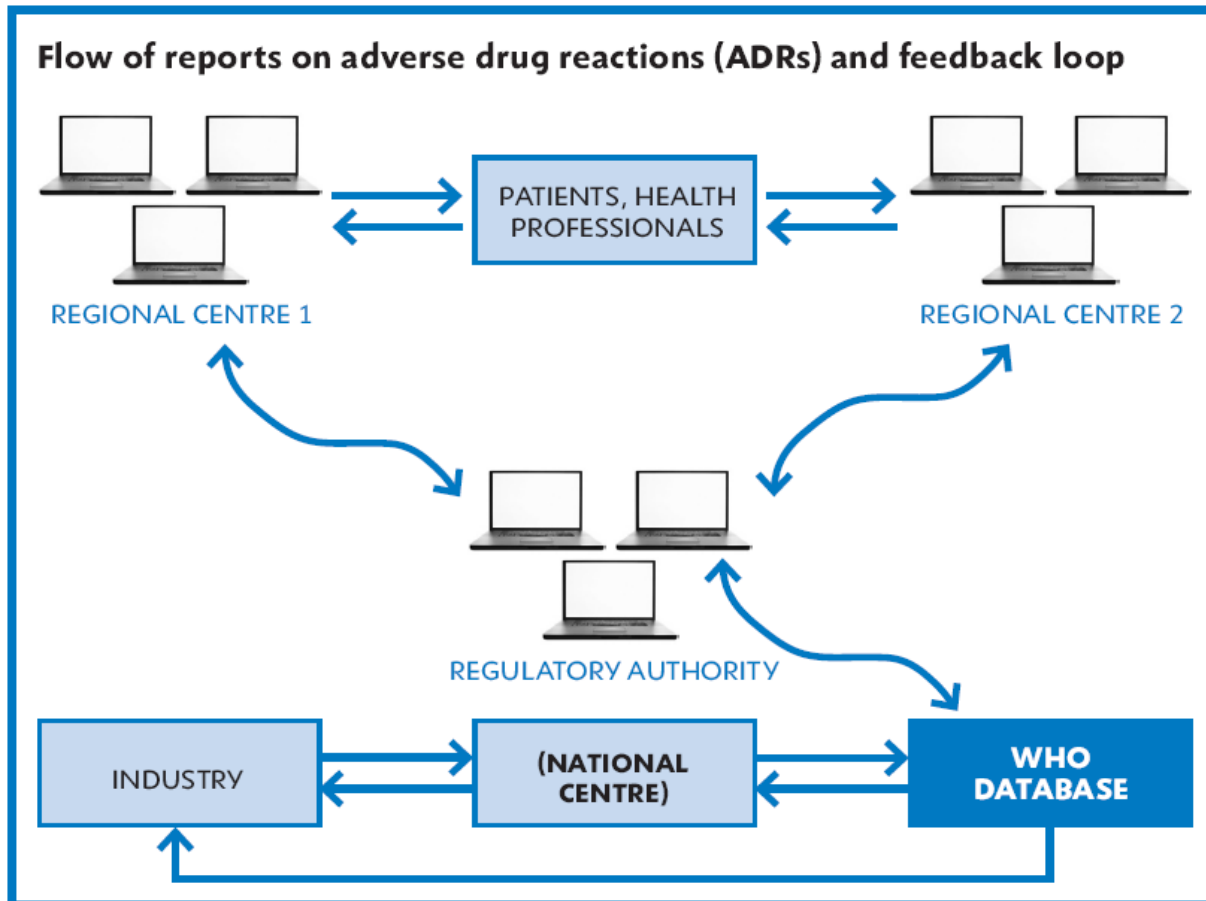 Flow of reports on adverse drug reactions (ADRs) and feedback loop
PATIENTS, HEALTH
PROFESSIONALS
REGIONAL CENTRE 1
REGIONAL CENTRE 2
REGULATORY AUTHORITY
INDUSTRY
(NATIONAL
CENTRE)
WHO
DATABASE